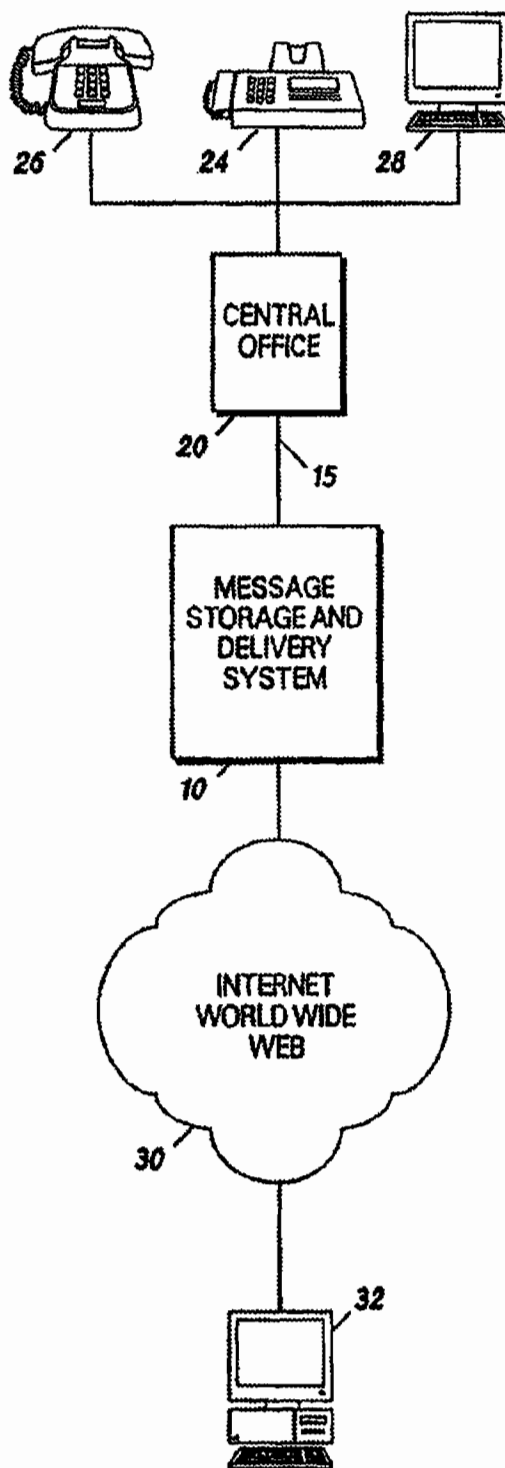 26
24
28
CENTRAL
OFFICE
20
15
MESSAGE
STORAGE AND
DELIVERY
SYSTEM
10
INTERNET
WORLD WIDE
WEB
30
32